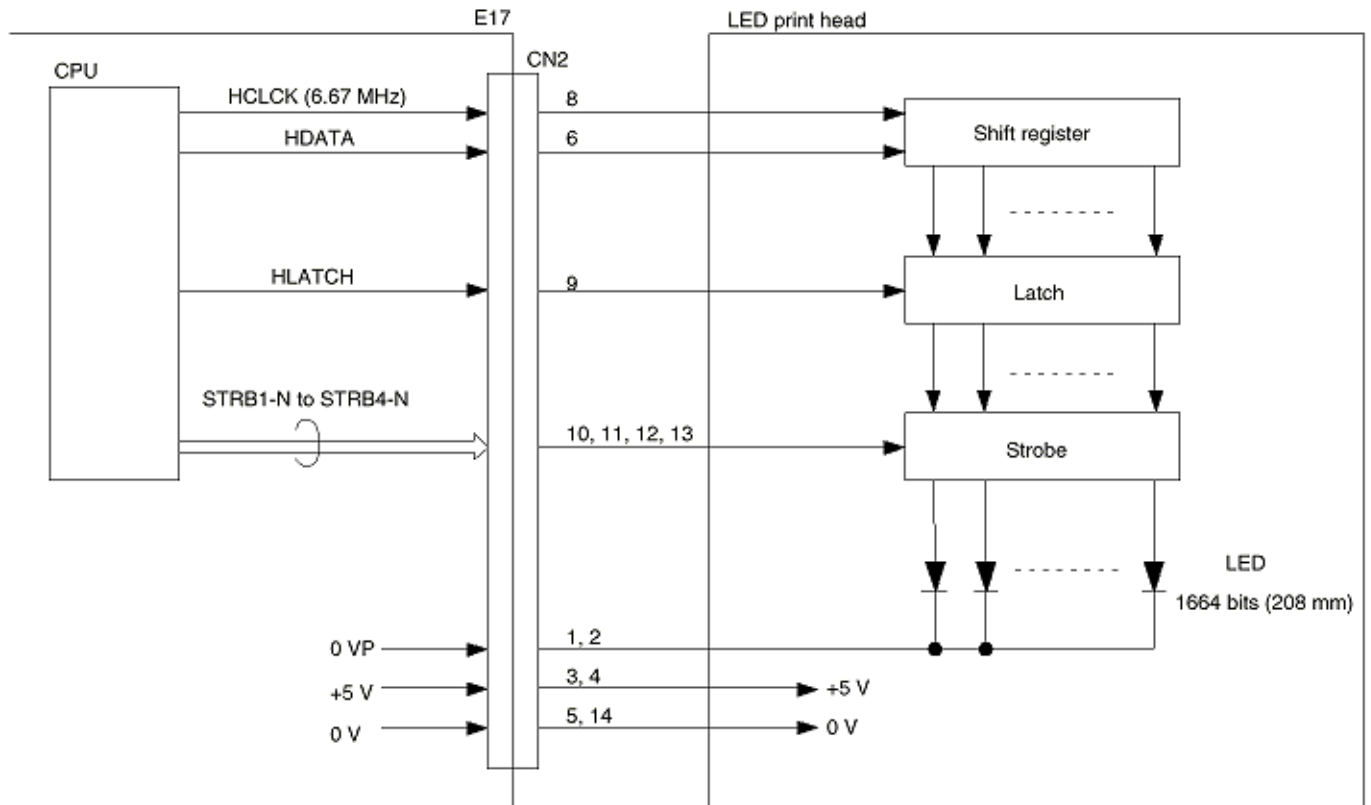 E17
LED print head
CPU
CN2
HCLCK (6.67 MHz)
8
HDATA
6
Shift register
HLATCH
9
Latch
STRB1-N to STRB4-N
10, 11, 12, 13
Strobe
LED
1664 bits (208 mm)
0 VP
1, 2
+5 V
3, 4
+5 V
0 V
5, 14
0 V